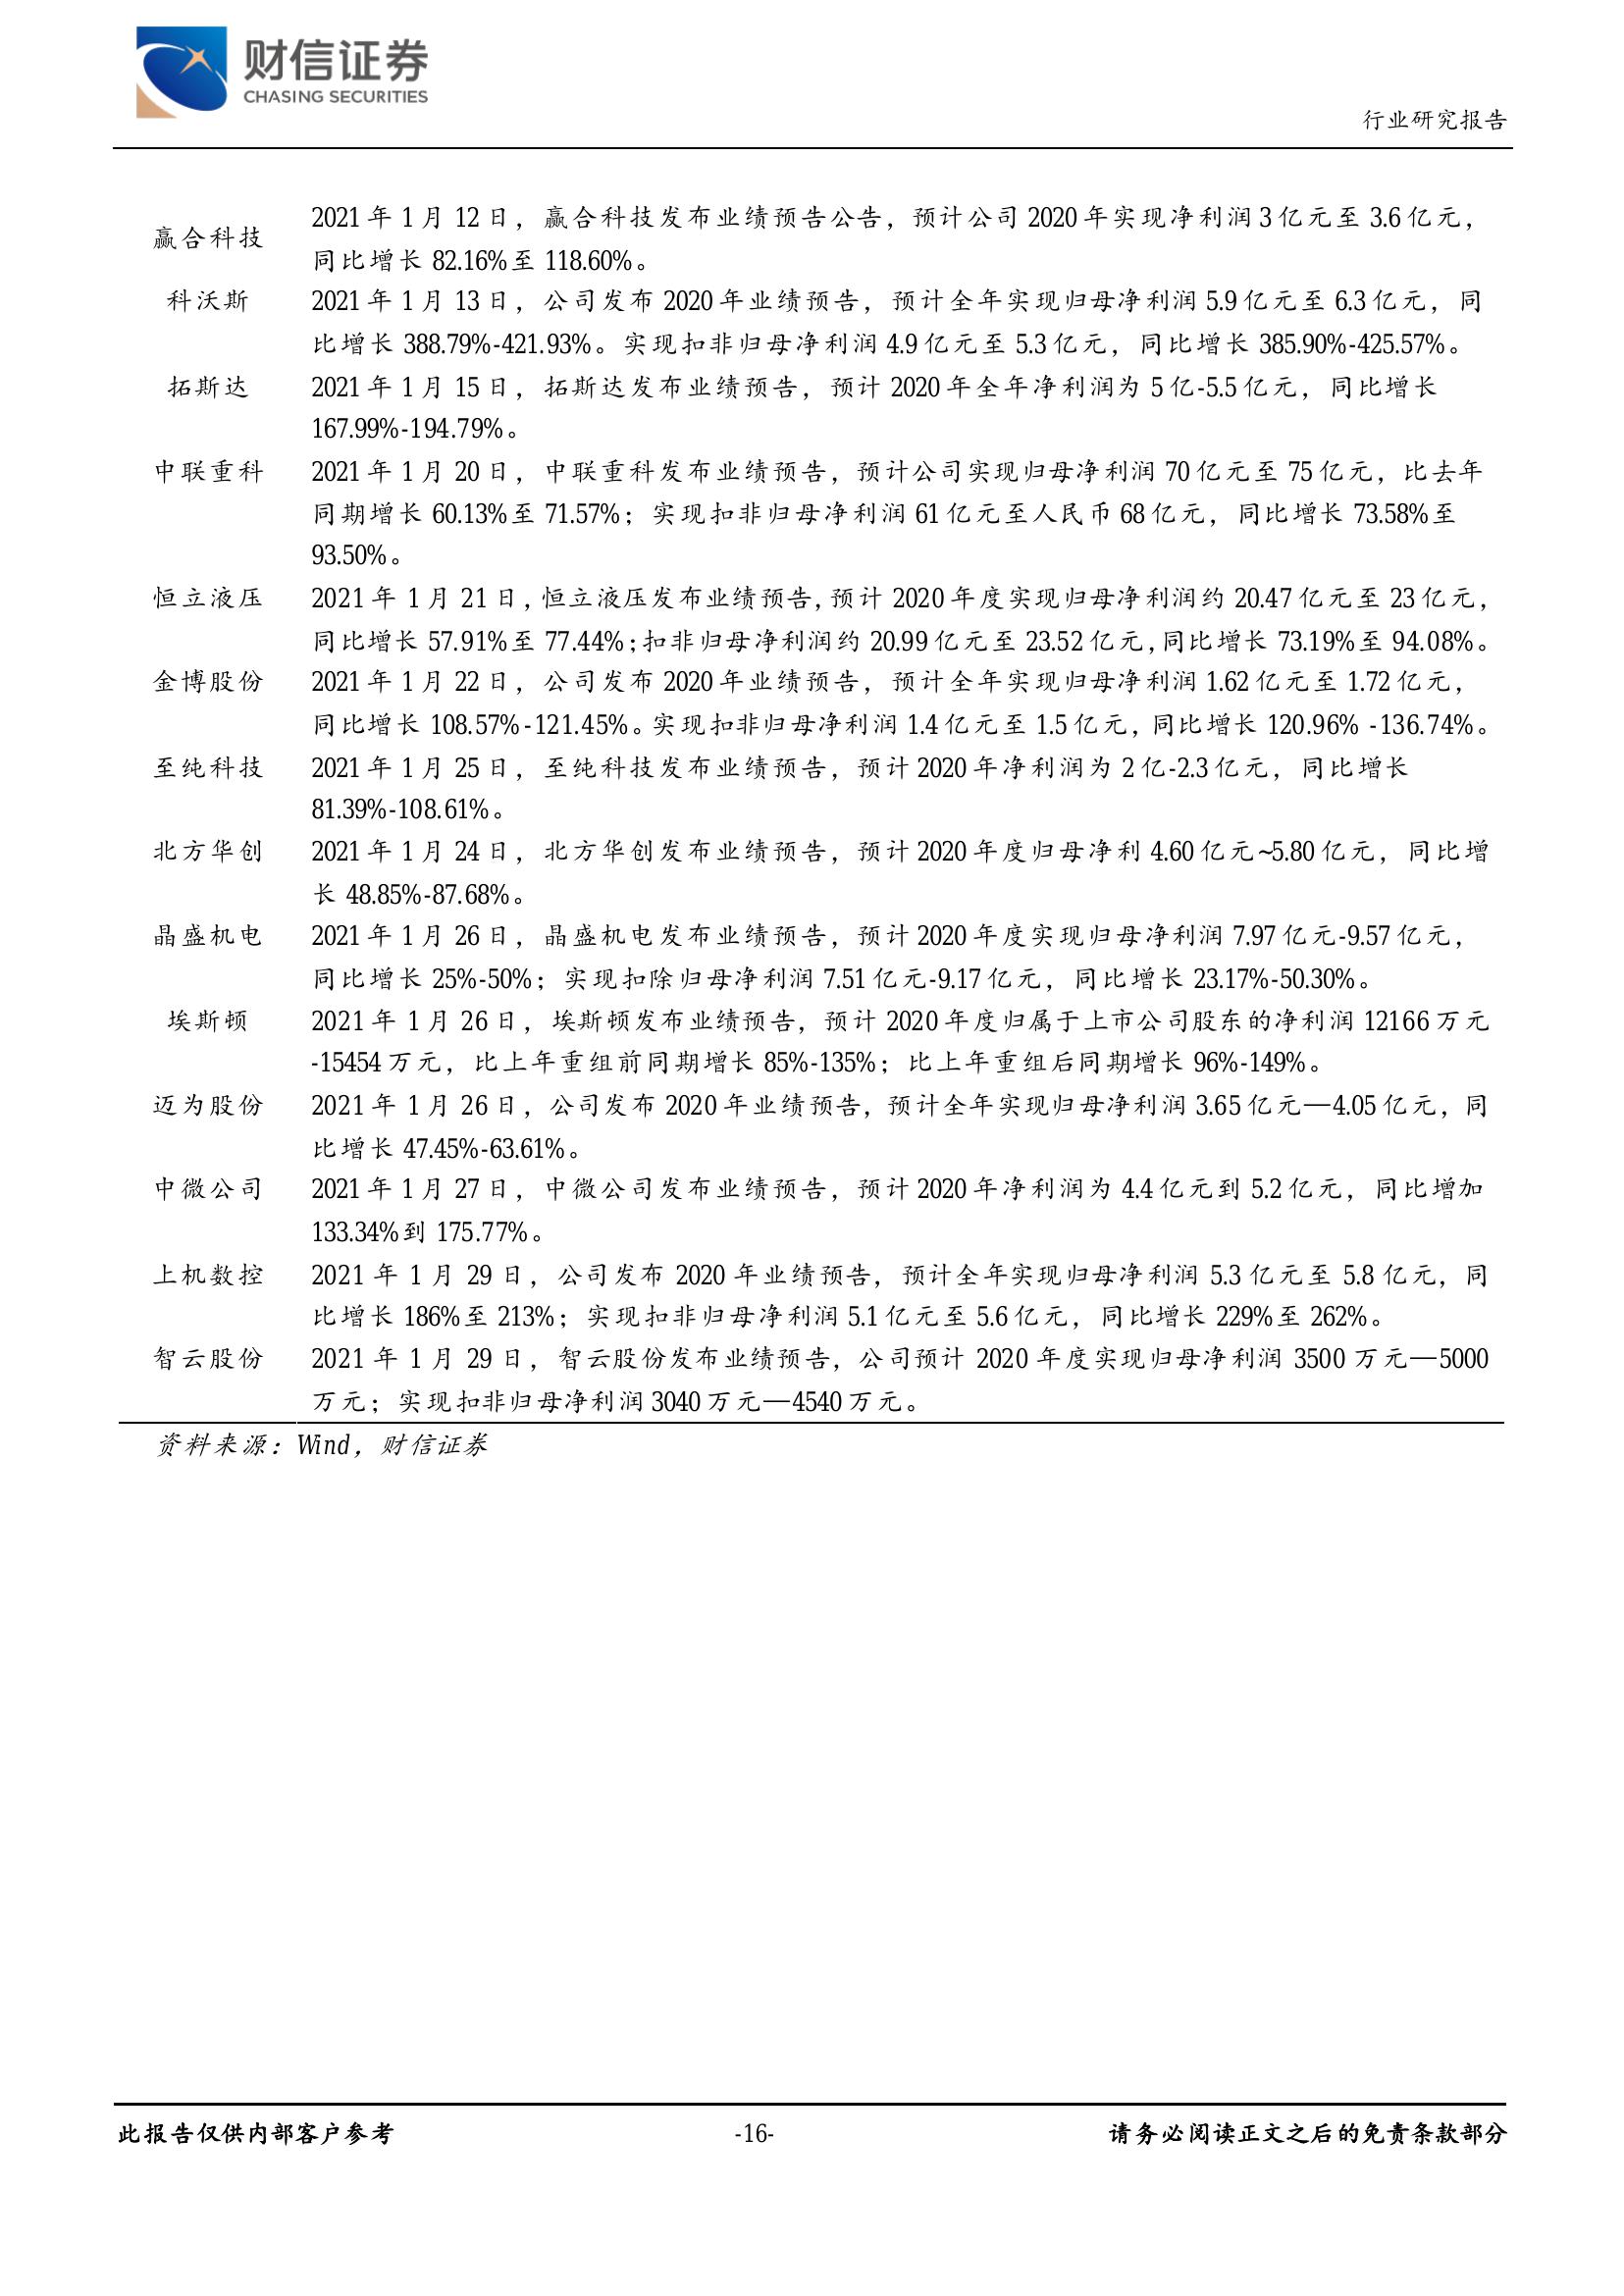 财信证券
CHASING SECURITIES
行业研究报告
赢合科技
2021 年 1 月 12 日，赢合科技发布业绩预告公告，预计公司 2020 年实现净利润 3 亿元至 3.6 亿元，
同比增长 82.16%至 118.60%。
科沃斯
2021 年 1 月 13 日，公司发布 2020 年业绩预告，预计全年实现归母净利润 5.9 亿元至 6.3 亿元，同
比增长 388.79%-421.93%。实现扣非归母净利润 4.9 亿元至 5.3 亿元，同比增长 385.90%-425.57%。
拓斯达
2021 年 1 月 15 日，拓斯达发布业绩预告，预计 2020 年全年净利润为 5 亿-5.5 亿元，同比增长
167.99%-194.79%。
中联重科
2021 年 1 月 20 日，中联重科发布业绩预告，预计公司实现归母净利润 70 亿元至 75 亿元，比去年
同期增长 60.13%至 71.57%；实现扣非归母净利润 61 亿元至人民币 68 亿元，同比增长 73.58%至
93.50%。
恒立液压
2021 年 1 月 21 日，恒立液压发布业绩预告，预计 2020 年度实现归母净利润约 20.47 亿元至 23 亿元，
同比增长 57.91%至 77.44%；扣非归母净利润约 20.99 亿元至 23.52 亿元，同比增长 73.19%至 94.08%。
金博股份
2021 年 1 月 22 日，公司发布 2020 年业绩预告，预计全年实现归母净利润 1.62 亿元至 1.72 亿元，
同比增长 108.57%-121.45%。实现扣非归母净利润 1.4 亿元至 1.5 亿元，同比增长 120.96% -136.74%。
至纯科技
2021 年 1 月 25 日，至纯科技发布业绩预告，预计 2020 年净利润为 2 亿-2.3 亿元，同比增长
81.39%-108.61%。
北方华创
2021 年 1 月 24 日，北方华创发布业绩预告，预计 2020 年度归母净利 4.60 亿元~5.80 亿元，同比增
长 48.85%-87.68%。
晶盛机电
2021 年 1 月 26 日，晶盛机电发布业绩预告，预计 2020 年度实现归母净利润 7.97 亿元-9.57 亿元，
同比增长 25%-50%；实现扣除归母净利润 7.51 亿元-9.17 亿元，同比增长 23.17%-50.30%。
埃斯顿
2021 年 1 月 26 日，埃斯顿发布业绩预告，预计 2020 年度归属于上市公司股东的净利润 12166 万元
-15454 万元，比上年重组前同期增长 85%-135%；比上年重组后同期增长 96%-149%。
迈为股份
2021 年 1 月 26 日，公司发布 2020 年业绩预告，预计全年实现归母净利润 3.65 亿元—4.05 亿元，同
比增长 47.45%-63.61%。
中微公司
2021 年 1 月 27 日，中微公司发布业绩预告，预计 2020 年净利润为 4.4 亿元到 5.2 亿元，同比增加
133.34%到 175.77%。
上机数控
2021 年 1 月 29 日，公司发布 2020 年业绩预告，预计全年实现归母净利润 5.3 亿元至 5.8 亿元，同
比增长 186%至 213%；实现扣非归母净利润 5.1 亿元至 5.6 亿元，同比增长 229%至 262%。
智云股份
2021 年 1 月 29 日，智云股份发布业绩预告，公司预计 2020 年度实现归母净利润 3500 万元—5000
万元；实现扣非归母净利润 3040 万元—4540 万元。
资料来源：Wind，财信证券
此报告仅供内部客户参考
-16-
请务必阅读正文之后的免责条款部分